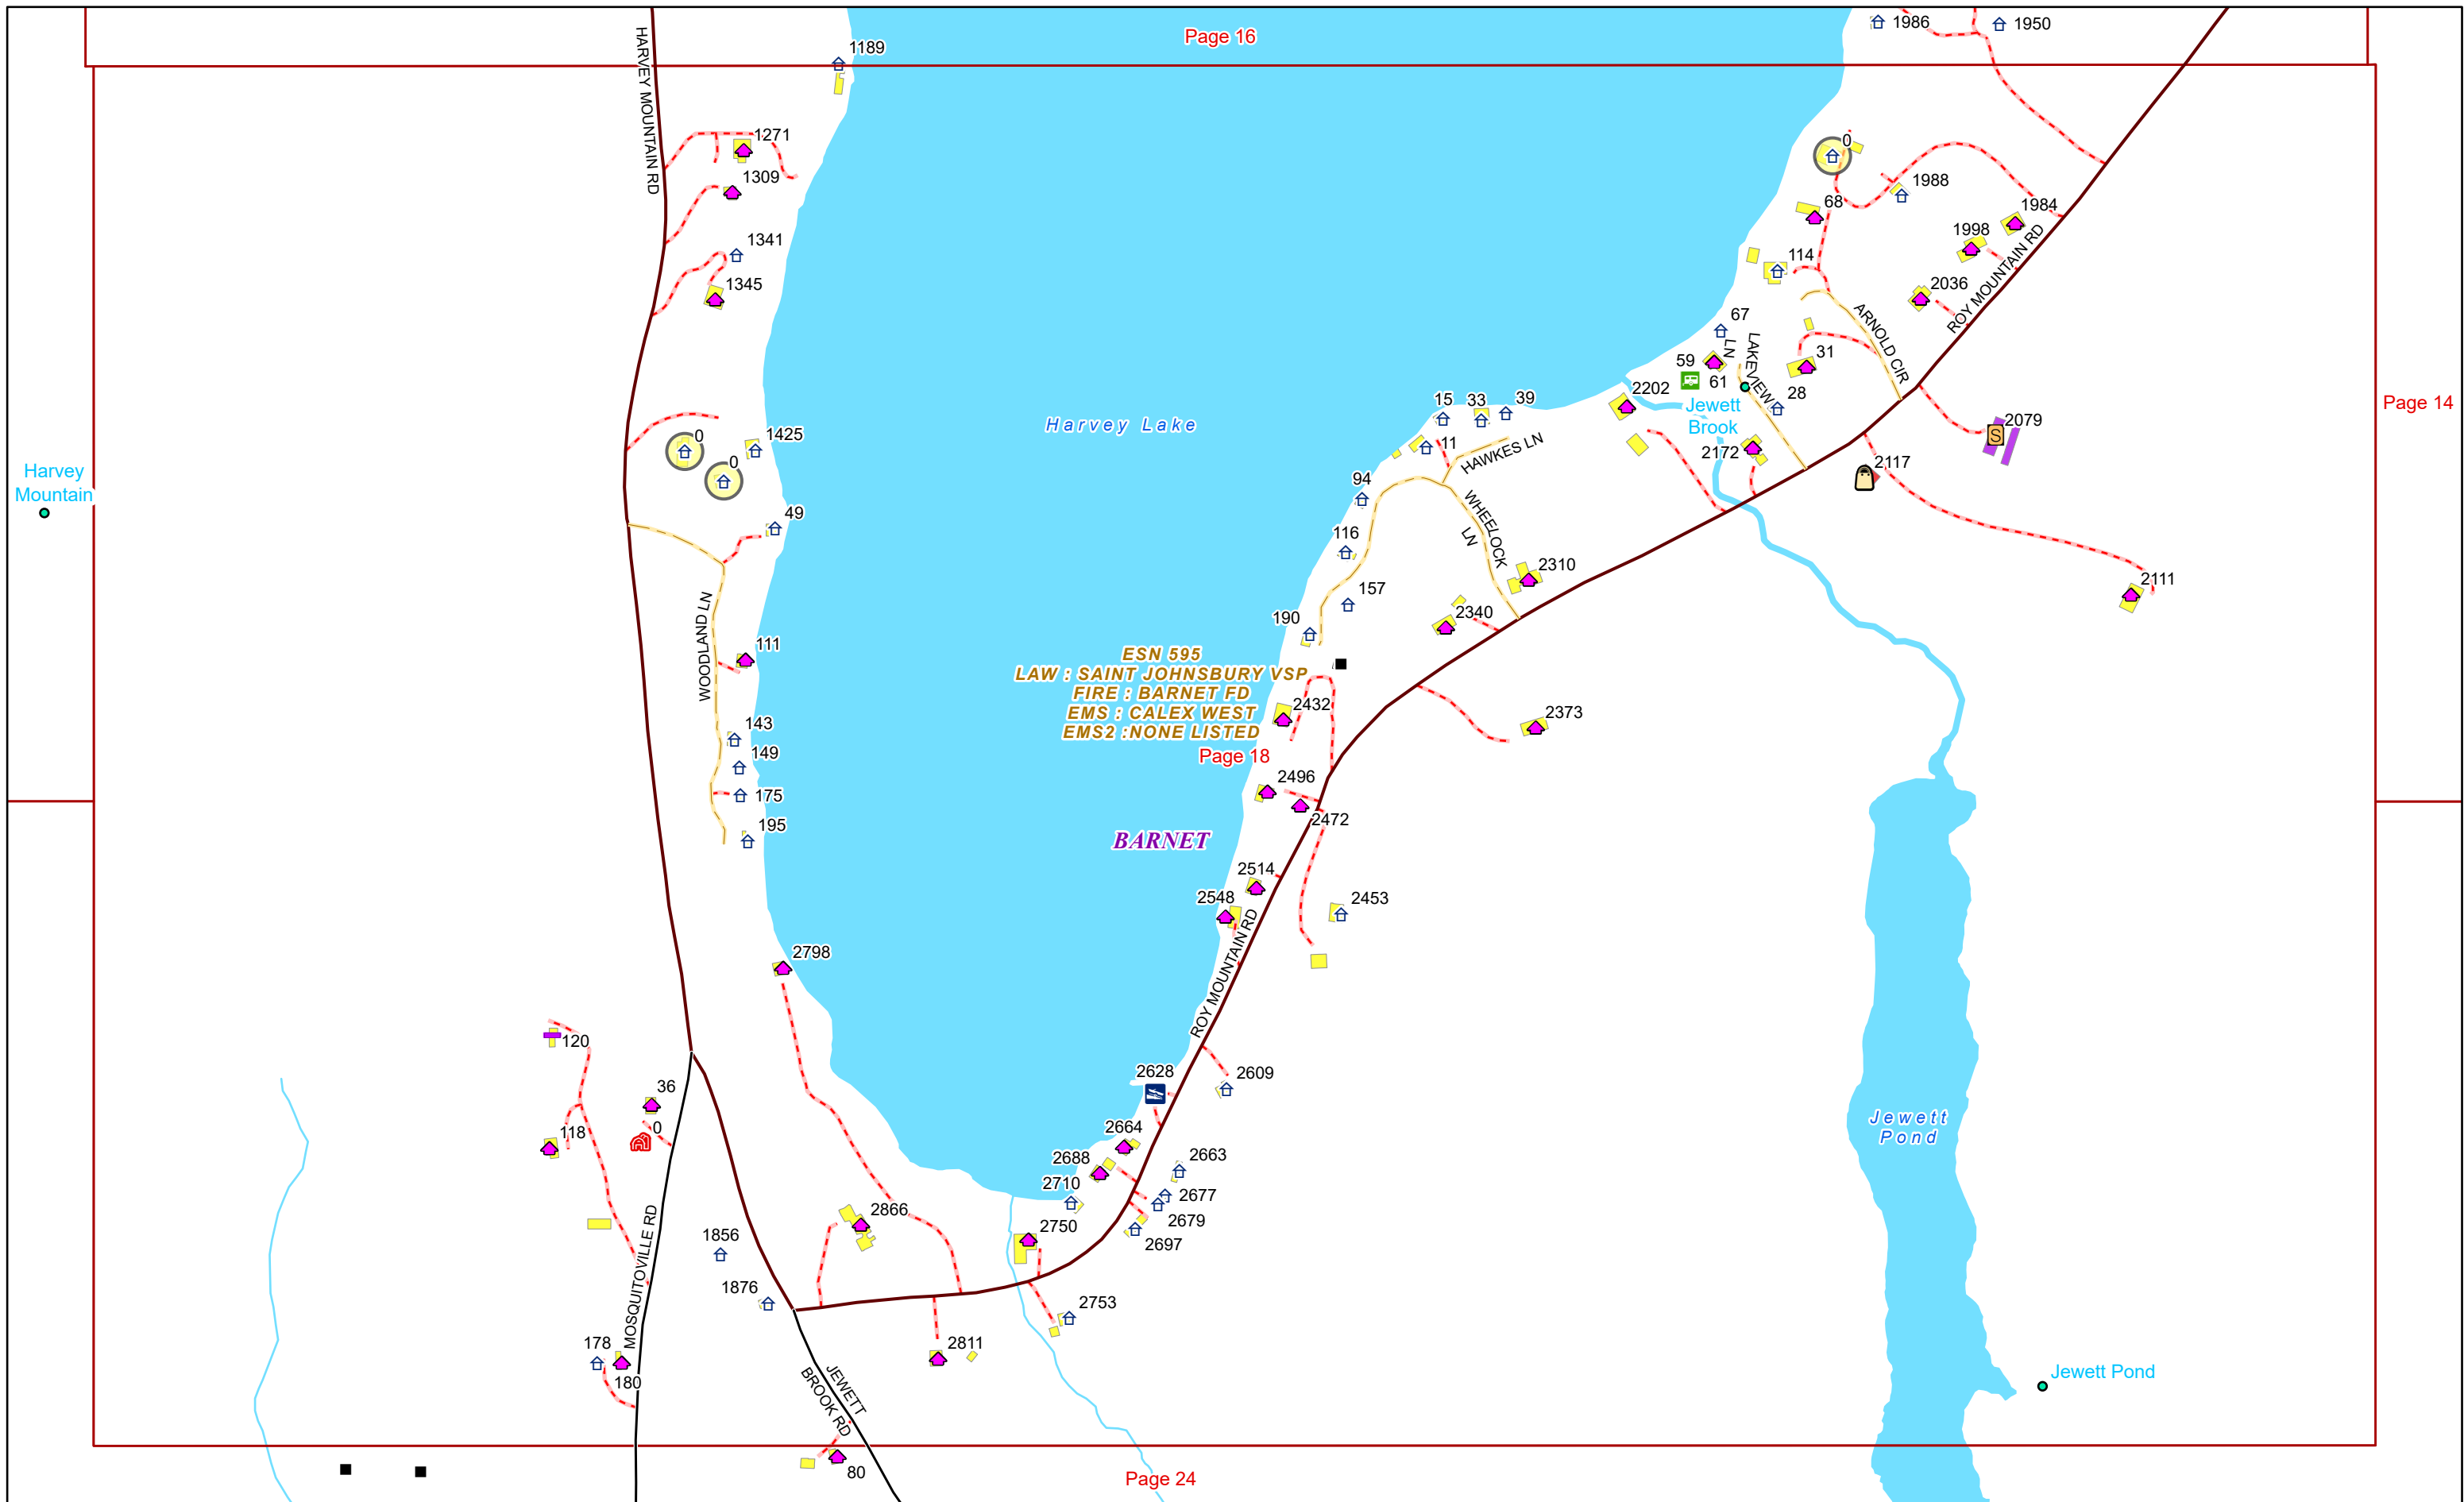 Page 16
1986
1950
1189
HARVEY MOUNTAIN RD
1271
1309
0
1988
68
1984
1998
1341
114
1345
2036
ROY MOUNTAIN RD
67
ARNOLD CIR
LAKEVIEW
LN
31
59
61
2202
28
15
33
39
Page 14
Jewett
Brook
Harvey Lake
2079
0
1425
11
HAWKES LN
2172
0
2117
Harvey
Mountain
94
WHEELOCK
LN
49
116
2310
2111
157
WOODLAND LN
2340
190
111
ESN 595
LAW : SAINT JOHNSBURY VSP
FIRE : BARNET FD
EMS : CALEX WEST
EMS2 :NONE LISTED
2432
2373
143
149
Page 18
2496
175
2472
195
BARNET
2514
2548
2453
ROY MOUNTAIN RD
2798
120
2628
2609
36
0
118
2664
2663
Jewett
Pond
2688
2710
2677
2679
2866
2750
2697
1856
MOSQUITOVILLE RD
1876
2753
178
180
2811
JEWETT
BROOK RD
Jewett Pond
80
Page 24
S